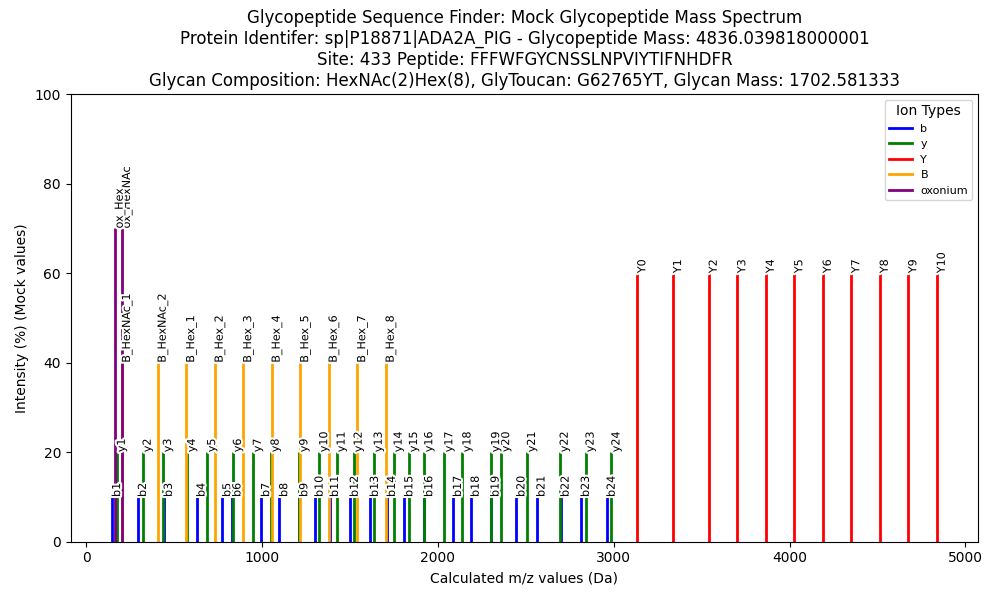 Glycopeptide Sequence Finder: Mock Glycopeptide Mass Spectrum
Protein Identifer: sp|P18871|ADA2A_PIG - Glycopeptide Mass: 4836.039818000001
Site: 433 Peptide: FFFWFGYCNSSLNPVIYTIFNHDFR
Glycan Composition: HexNAc(2)Hex(8), GlyToucan: G62765YT, Glycan Mass: 1702.581333
100
80
60
40
20
0
Intensity (%) (Mock values)
Ion Types
b
y
Y
B
oxonium
ox_Hex
ox_HexNAc
Y0
Y1
Y2
Y3
Y4
Y5
Y6
Y7
Y8
Y9
Y10
B_HexNAc_1
B_HexNAc_2
B_Hex_1
B_Hex_2
B_Hex_3
B_Hex_4
B_Hex_5
B_Hex_6
B_Hex_7
B_Hex_8
y1
y2
y3
y4
y5
y6
y7
y8
y9
y10
y11
y12
y13
y14
y15
y16
y17
y18
y19
y20
y21
y22
y23
y24
b1
b2
b3
b4
b5
b6
b7
b8
b9
b10
b11
b12
b13
b14
b15
b16
b17
b18
b19
b20
b21
b22
b23
b24
0
1000
2000
3000
4000
5000
Calculated m/z values (Da)